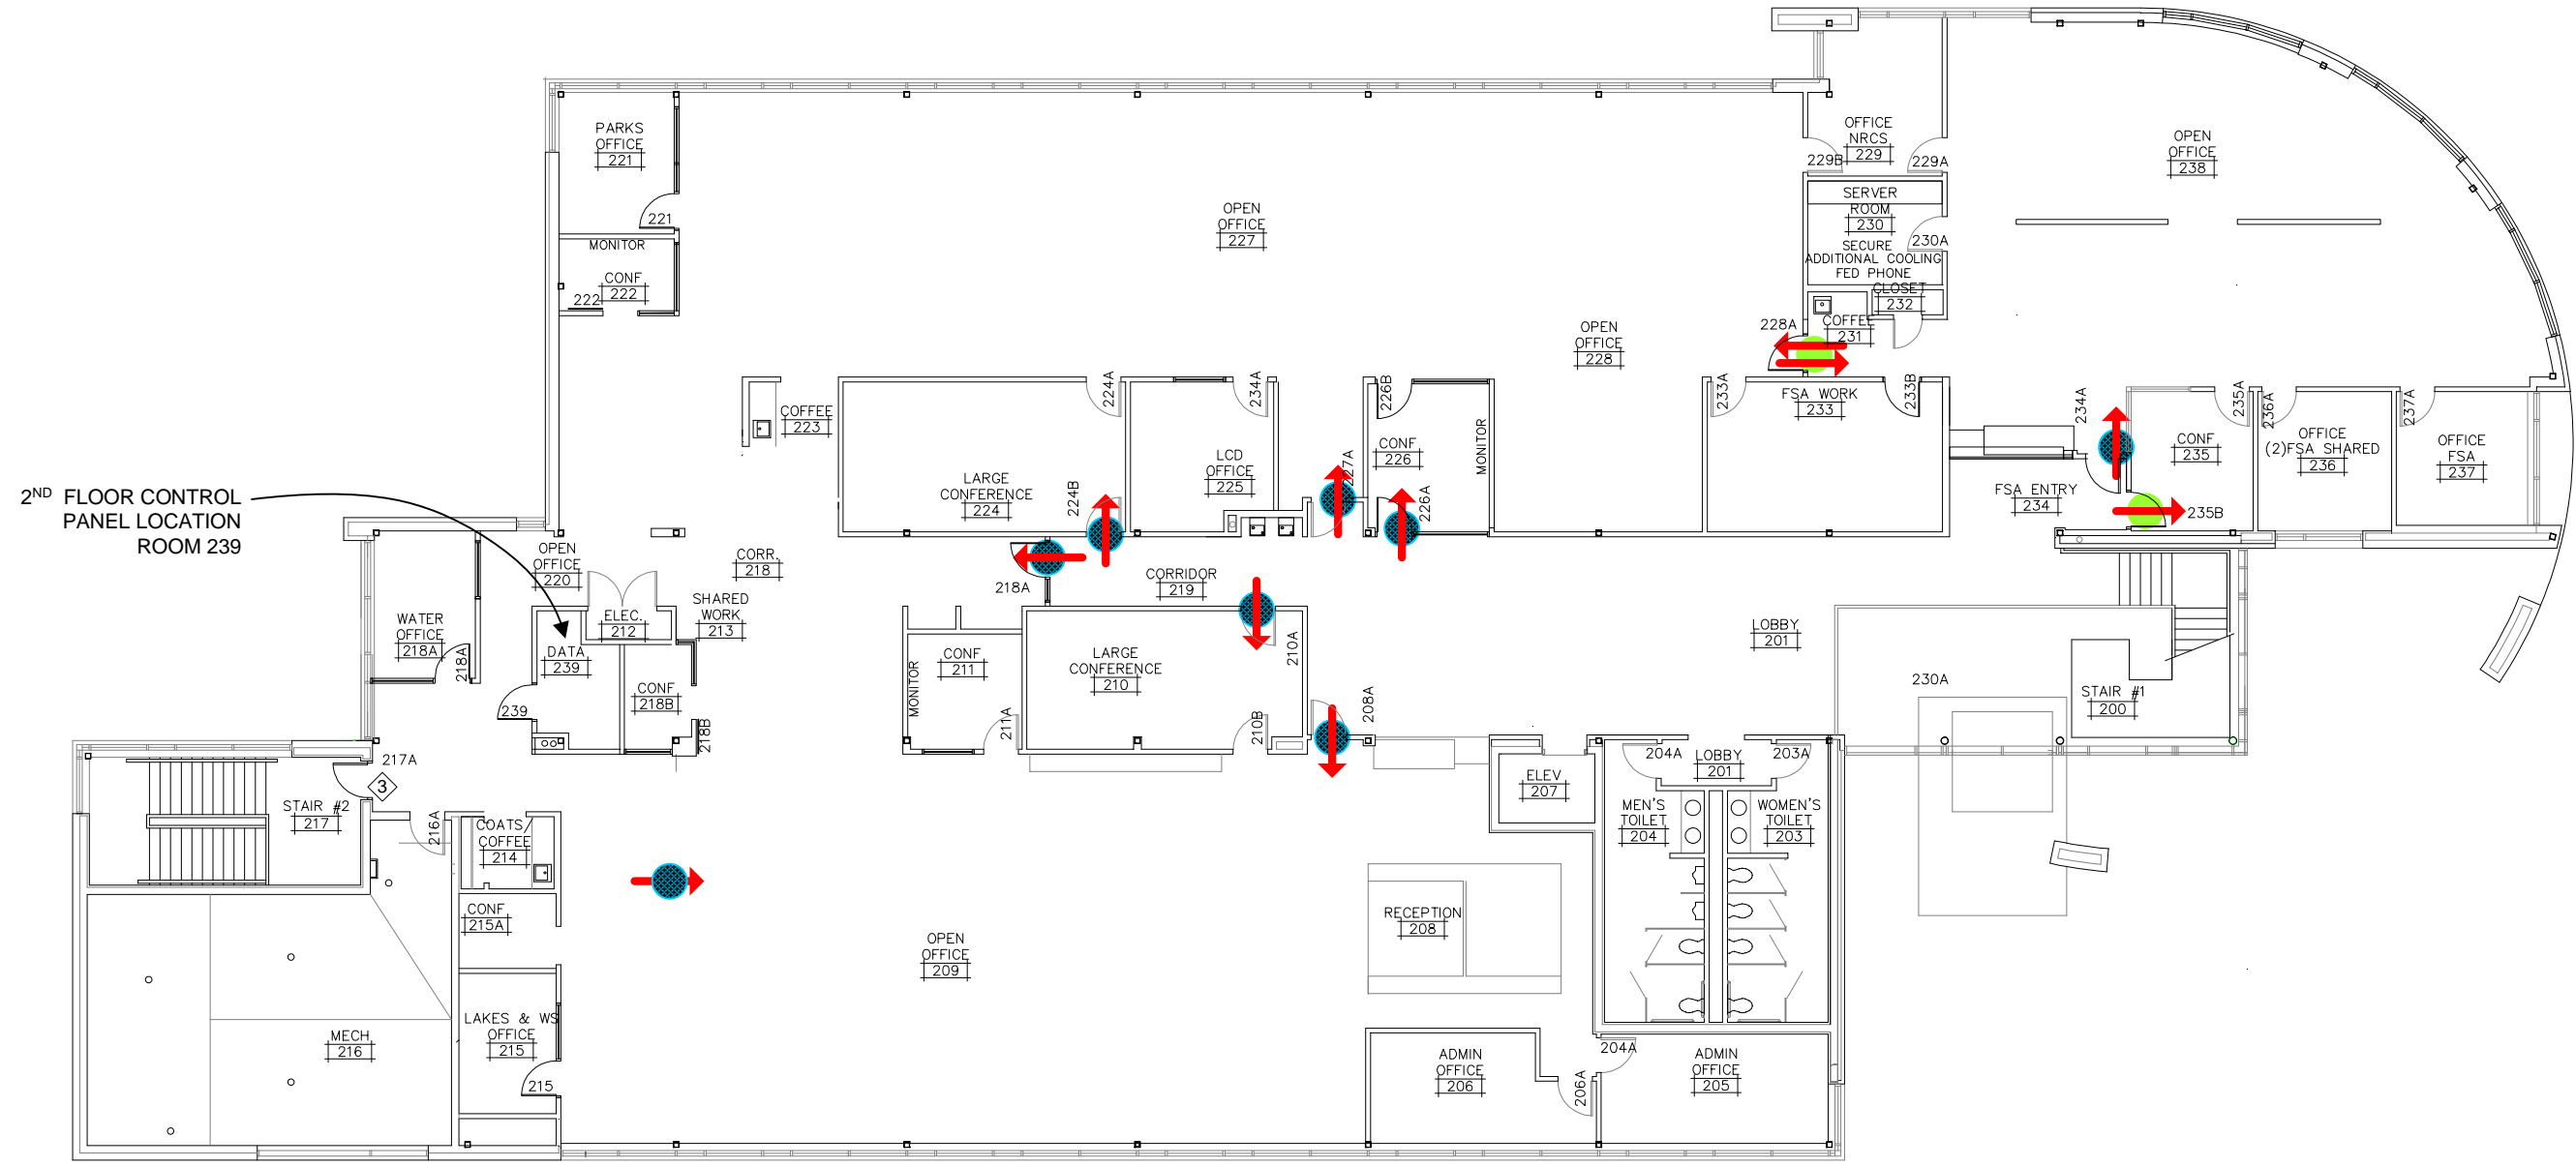 PARKS
OFFICE
221
221
MONITOR
CONF
222
222
OPEN
OFFICE
227
OFFICE
NRCS
229
229B
229A
SERVER
ROOM
230
230A
SECURE
ADDITIONAL COOLING
FED PHONE
CLOSET
232
COFFEE
231
228A
OPEN
OFFICE
238
OPEN
OFFICE
228
COFFEE
223
224A
234A
226B
233A
FSA WORK
233
233B
LARGE
CONFERENCE
224
224B
LCD
OFFICE
225
227A
CONF
226
MONITOR
226A
234A
235A
236A
237A
CONF
235
OFFICE
(2)FSA SHARED
236
OFFICE
FSA
237
FSA ENTRY
234
235B
2ND FLOOR CONTROL
PANEL LOCATION
ROOM 239
OPEN
OFFICE
220
CORR.
218
218A
CORRIDOR
219
WATER
OFFICE
218A
218A
ELEC.
212
SHARED
WORK
213
DATA
239
239
CONF
218B
218B
MONITOR
CONF
211
211A
LARGE
CONFERENCE
210
210A
210B
208A
LOBBY
201
230A
STAIR #1
200
217A
3
STAIR #2
217
216A
COATS/
COFFEE
214
ELEV
207
204A
LOBBY
201
203A
MEN'S
TOILET
204
WOMEN'S
TOILET
203
CONF
215A
OPEN
OFFICE
209
RECEPTION
208
MECH
216
LAKES & WS
OFFICE
215
215
ADMIN
OFFICE
206
206A
204A
ADMIN
OFFICE
205